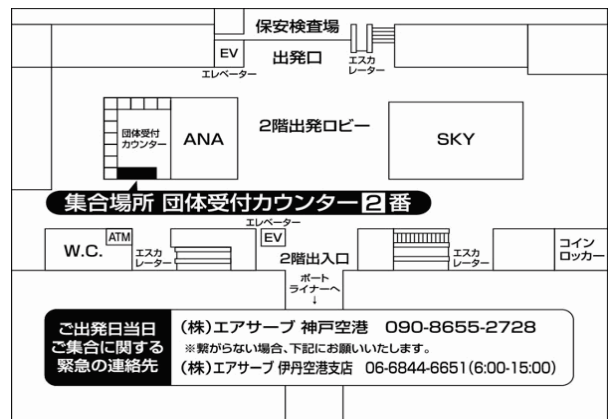 保安検査場
EV
出発口
エスカ
レーター
エレベーター
団体受付
カウンター
ANA
2階出発ロビー
SKY
集合場所 団体受付カウンター2番
エレベーター
W.C.
ATM
エスカ
レーター
EV
2階出入口
エスカ
レーター
コイン
ロッカー
ポート
ライナーへ
↓
ご出発日当日
ご集合に関する
緊急の連絡先
(株)エアサーブ 神戸空港 090-8655-2728
※繋がらない場合、下記にお願いいたします。
(株)エアサーブ 伊丹空港支店 06-6844-6651(6:00-15:00)